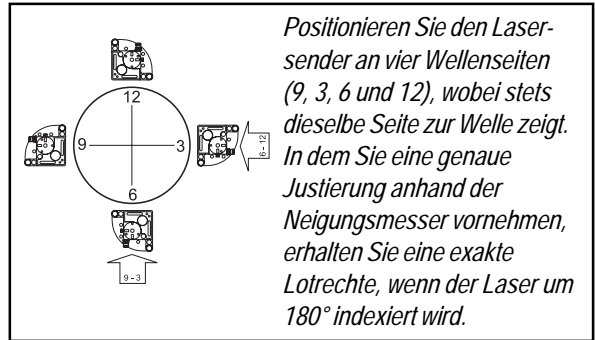 12
9
3
6
6 - 12
9 - 3
Positionieren Sie den Laser-
sender an vier Wellenseiten
(9, 3, 6 und 12), wobei stets
dieselbe Seite zur Welle zeigt.
In dem Sie eine genaue
Justierung anhand der
Neigungsmesser vornehmen,
erhalten Sie eine exakte
Lotrechte, wenn der Laser um
180° indexiert wird.